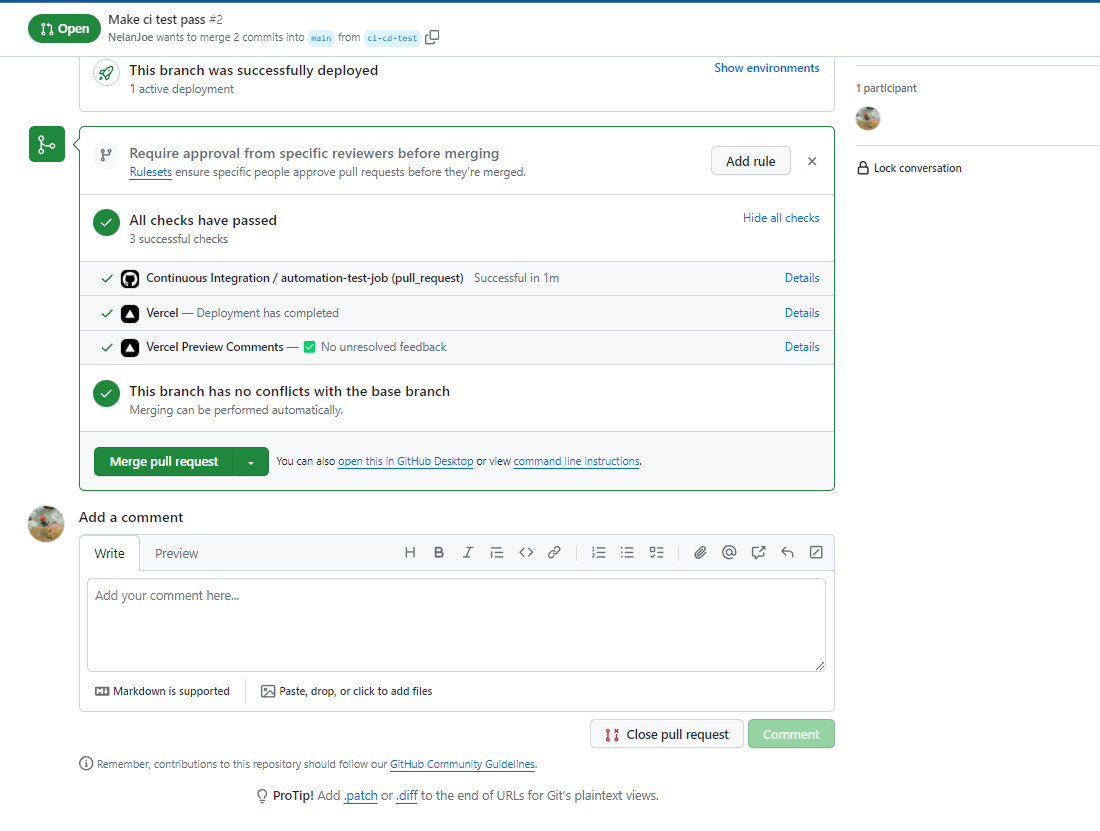 Open
Make ci test pass #2
NelanJoe wants to merge 2 commits into main from ci-cd-test
This branch was successfully deployed
Show environments
1 active deployment
1 participant
Require approval from specific reviewers before merging
Rulesets ensure specific people approve pull requests before they're merged.
Add rule
Lock conversation
All checks have passed
Hide all checks
3 successful checks
Continuous Integration / automation-test-job (pull_request) Successful in 1m Details
Vercel — Deployment has completed Details
Vercel Preview Comments — ✅ No unresolved feedback Details
This branch has no conflicts with the base branch
Merging can be performed automatically.
Merge pull request
You can also open this in GitHub Desktop or view command line instructions.
Add a comment
Write Preview
Add your comment here...
Markdown is supported
Paste, drop, or click to add files
Close pull request
Comment
Remember, contributions to this repository should follow our GitHub Community Guidelines.
ProTip! Add .patch or .diff to the end of URLs for Git's plaintext views.